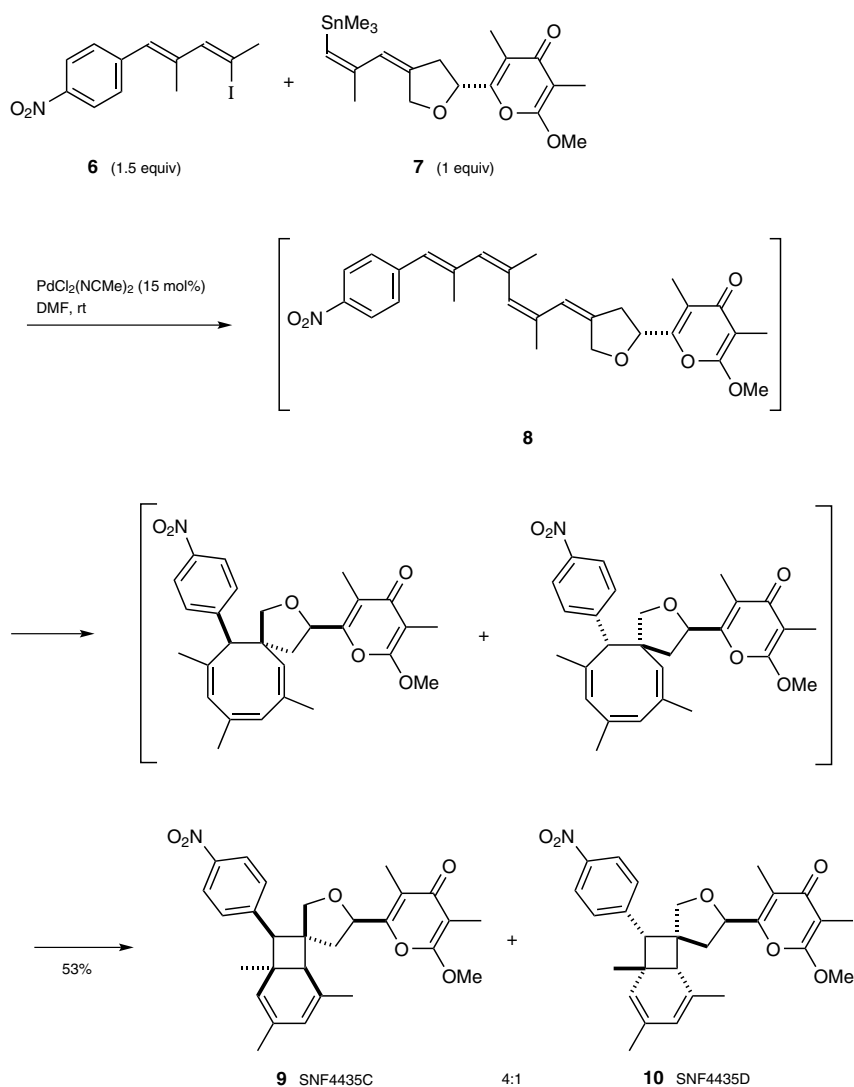 SnMe3
O2N
I
+
O
O
O
OMe
6 (1.5 equiv)
7 (1 equiv)
PdCl2(NCMe)2 (15 mol%)
DMF, rt
O2N
O
O
O
OMe
8
O2N
O
O
O
OMe
+
O2N
O
O
O
OMe
53%
O2N
O
O
O
OMe
+
O2N
O
O
O
OMe
9 SNF4435C
4:1
10 SNF4435D